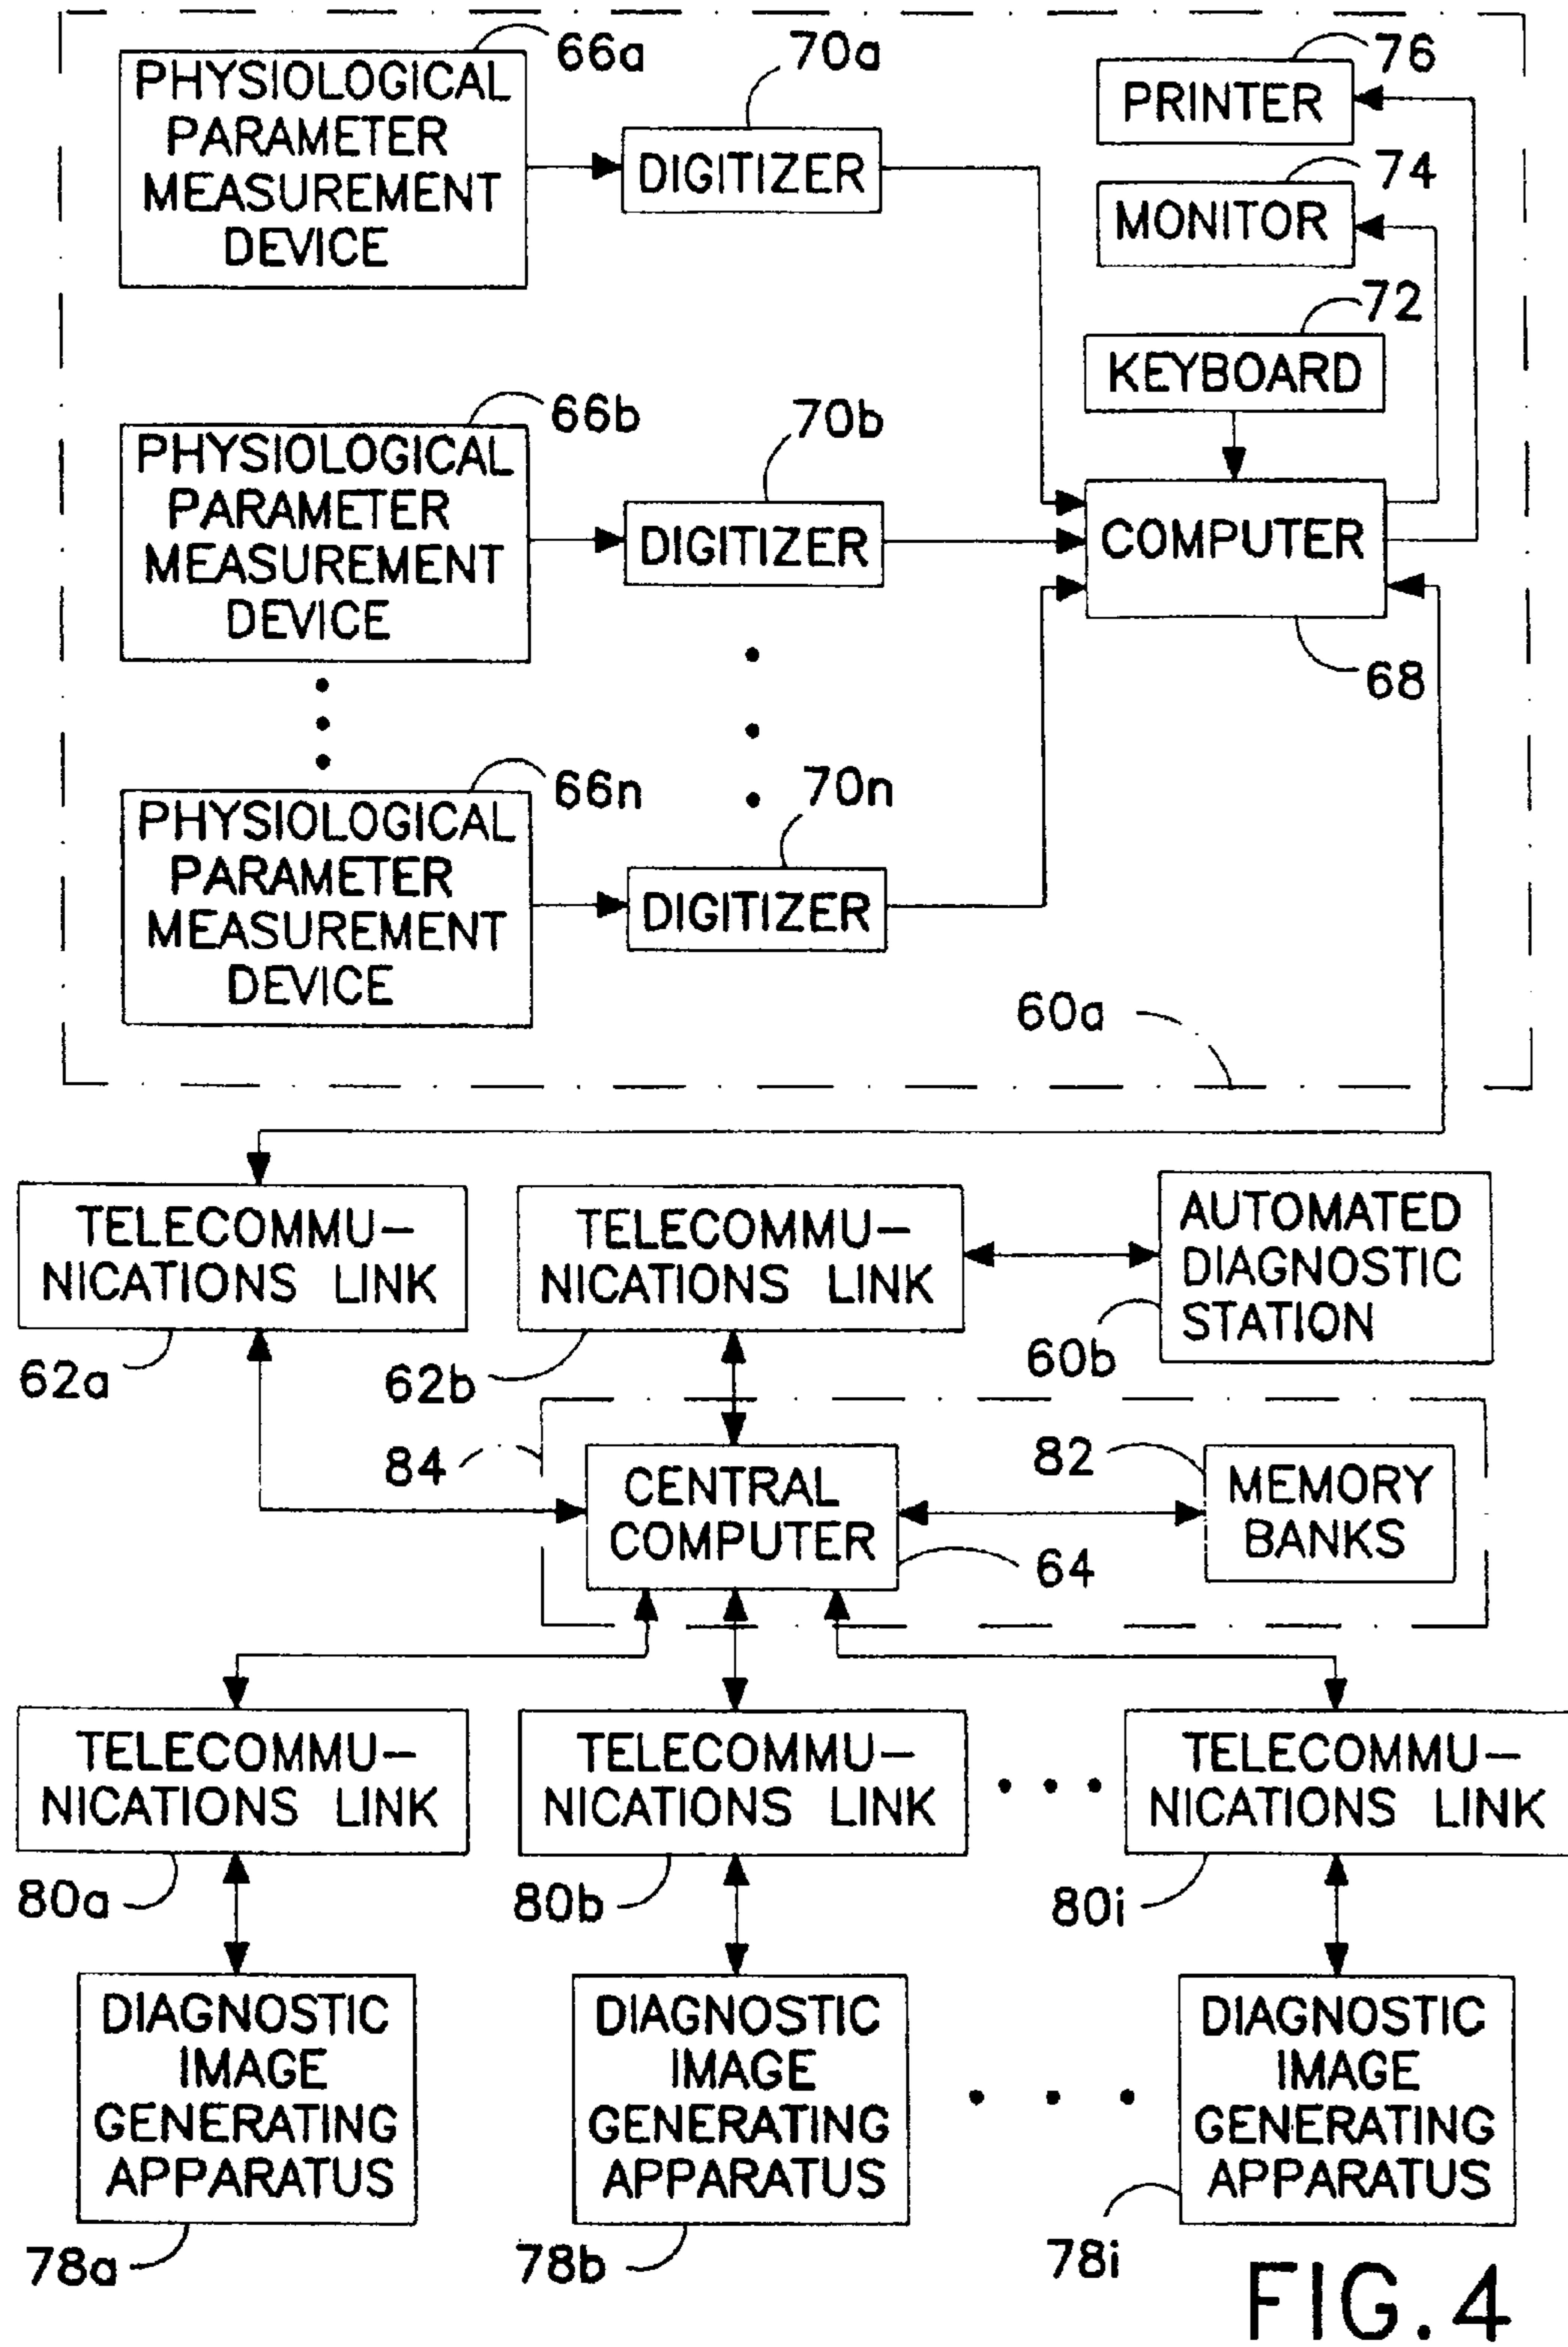 66a
70a
76
PHYSIOLOGICAL
PARAMETER
MEASUREMENT
DEVICE
DIGITIZER
PRINTER
74
MONITOR
72
KEYBOARD
66b
70b
PHYSIOLOGICAL
PARAMETER
MEASUREMENT
DEVICE
DIGITIZER
COMPUTER
68
66n
70n
PHYSIOLOGICAL
PARAMETER
MEASUREMENT
DEVICE
DIGITIZER
60a
TELECOMMU-
NICATIONS LINK
62a
TELECOMMU-
NICATIONS LINK
62b
AUTOMATED
DIAGNOSTIC
STATION
60b
84
CENTRAL
COMPUTER
64
82
MEMORY
BANKS
TELECOMMU-
NICATIONS LINK
80a
TELECOMMU-
NICATIONS LINK
80b
TELECOMMU-
NICATIONS LINK
80i
DIAGNOSTIC
IMAGE
GENERATING
APPARATUS
78a
DIAGNOSTIC
IMAGE
GENERATING
APPARATUS
78b
DIAGNOSTIC
IMAGE
GENERATING
APPARATUS
78i
FIG.4